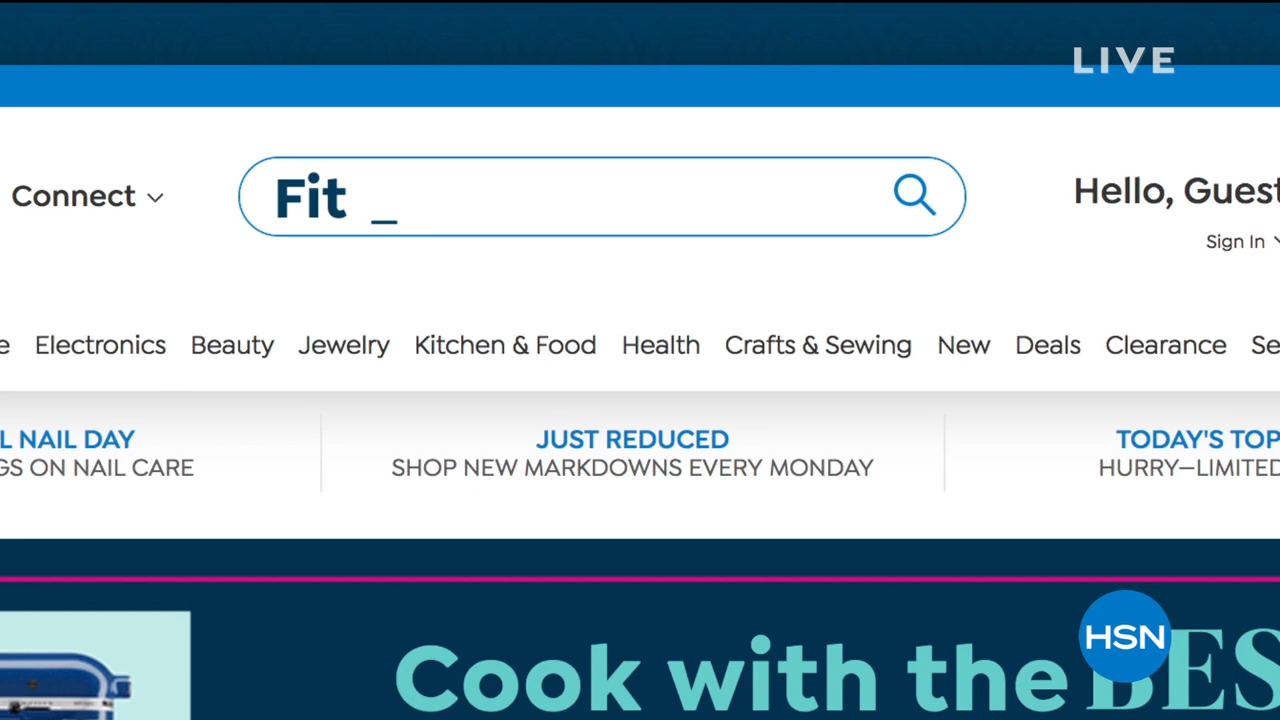 LIVE
Connect
Fit _
Hello, Guest
Sign In
Electronics Beauty Jewelry Kitchen & Food Health Crafts & Sewing New Deals Clearance
NAIL DAY
ON NAIL CARE
JUST REDUCED
SHOP NEW MARKDOWNS EVERY MONDAY
TODAY'S TOP
HURRY—LIMITED
Cook with the
HSN